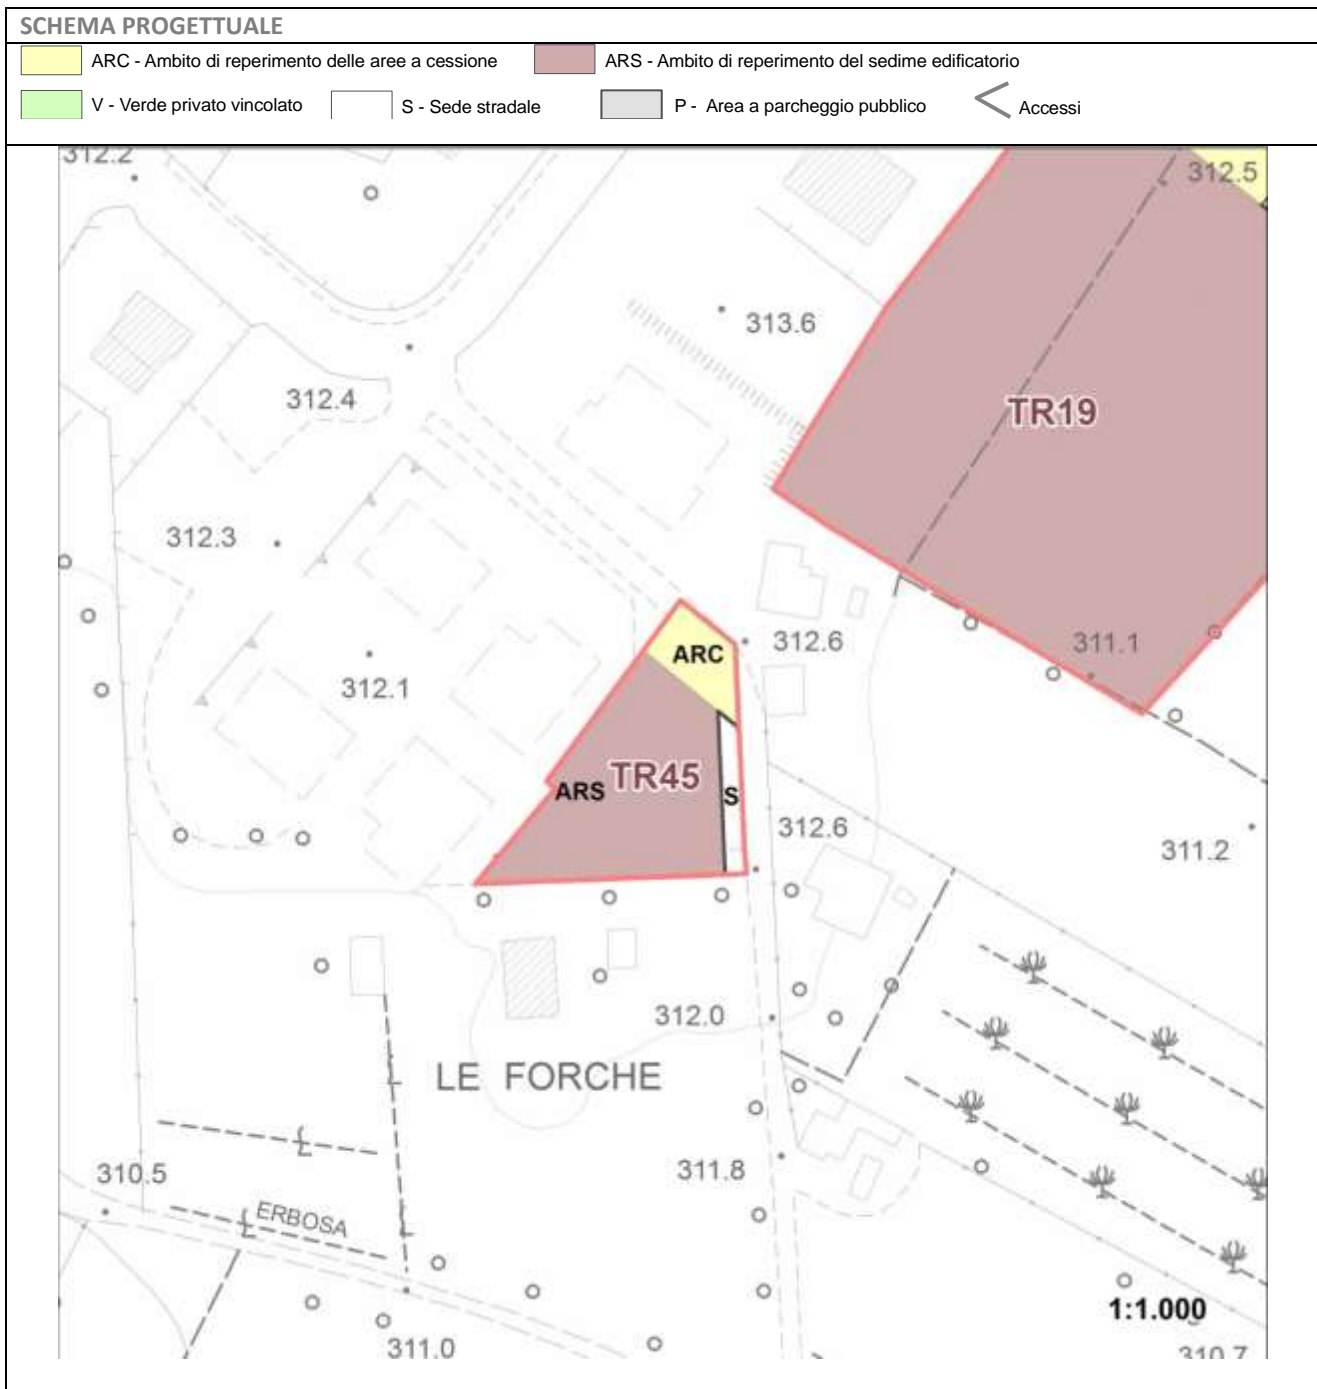 SCHEMA PROGETTUALE
ARC - Ambito di reperimento delle aree a cessione
ARS - Ambito di reperimento del sedime edificatorio
V - Verde privato vincolato
S - Sede stradale
P - Area a parcheggio pubblico
Accessi
312.2
312.5
313.6
312.4
TR19
312.3
312.6
311.1
ARC
312.1
TR45
ARS
S
312.6
311.2
312.0
LE FORCHE
311.8
310.5
ERBOSA
1:1.000
311.0
310.7